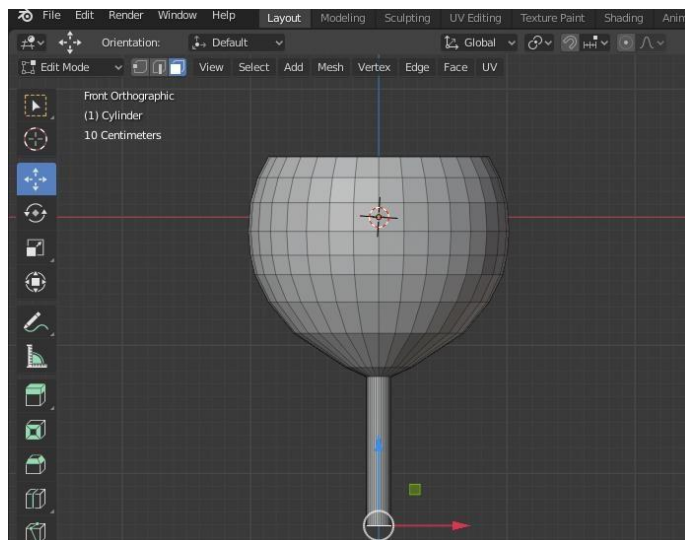 File Edit Render Window Help Layout Modeling Sculpting UV Editing Texture Paint Shading
Orientation: Default Global
Edit Mode View Select Add Mesh Vertex Edge Face UV
Front Orthographic
(1) Cylinder
10 Centimeters